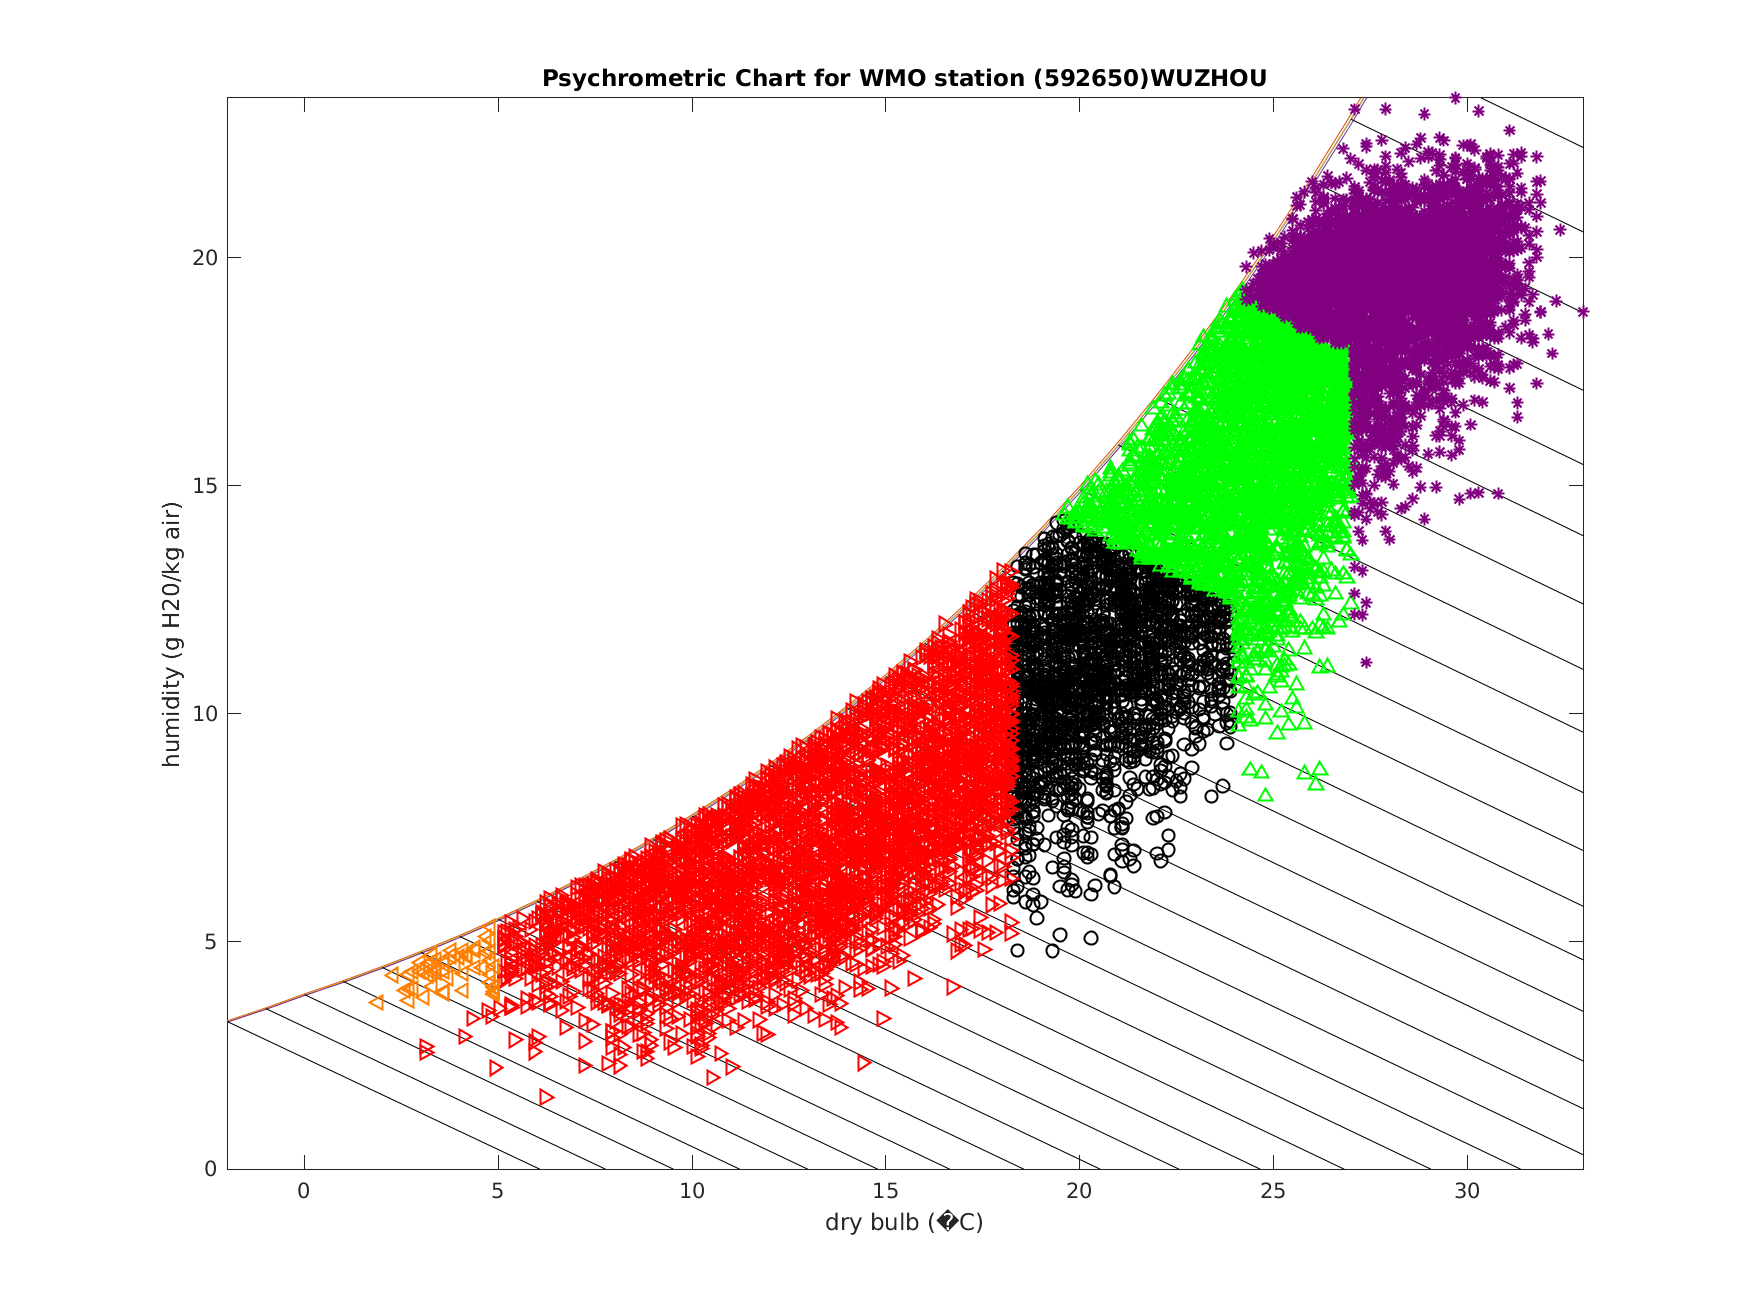 Psychrometric Chart for WMO station (592650)WUZHOU
humidity (g H20/kg air)
20
15
10
5
0
0 5 10 15 20 25 30
dry bulb (�C)